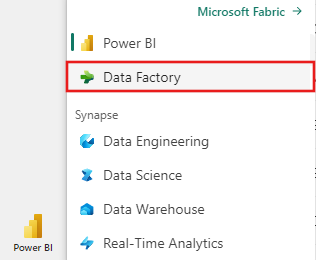 Microsoft Fabric →
Power BI
Data Factory
Synapse
Data Engineering
Data Science
Data Warehouse
Real-Time Analytics
Power BI